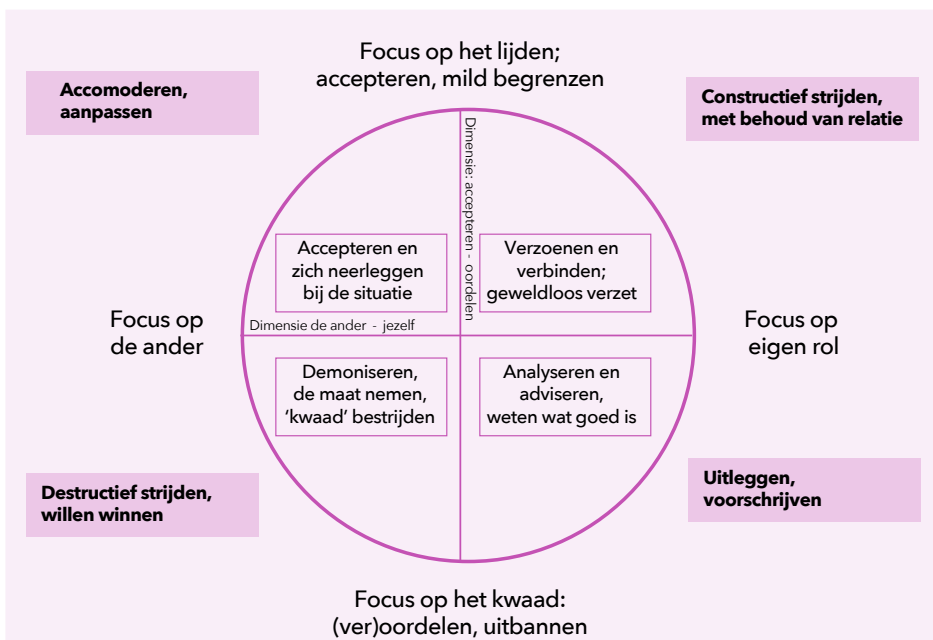 Focus op het lijden;
accepteren, mild begrenzen
Accomoderen,
aanpassen
Constructief strijden,
met behoud van relatie
Dimensie: accepteren - oordelen
Accepteren en
zich neerleggen
bij de situatie
Verzoenen en
verbinden;
geweldloos verzet
Focus op
de ander
Dimensie de ander - jezelf
Focus op
eigen rol
Demoniseren,
de maat nemen,
‘kwaad’ bestrijden
Analyseren en
adviseren,
weten wat goed is
Destructief strijden,
willen winnen
Uitleggen,
voorschrijven
Focus op het kwaad:
(ver)oordelen, uitbannen